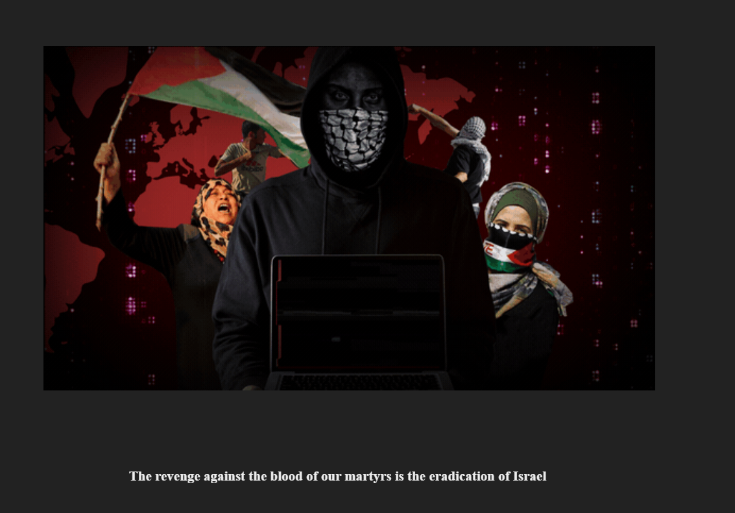 The revenge against the blood of our martyrs is the eradication of Israel